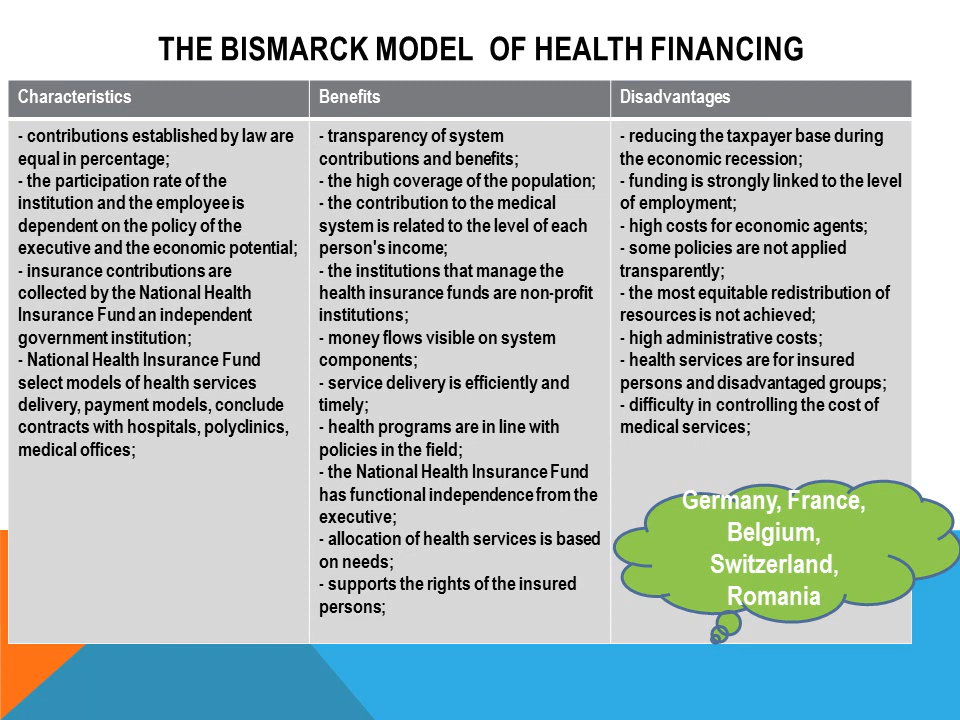 THE BISMARCK MODEL OF HEALTH FINANCING
Characteristics
- contributions established by law are
equal in percentage;
- the participation rate of the
institution and the employee is
dependent on the policy of the
executive and the economic potential;
- insurance contributions are
collected by the National Health
Insurance Fund an independent
government institution;
- National Health Insurance Fund
select models of health services
delivery, payment models, conclude
contracts with hospitals, polyclinics,
medical offices;
Benefits
- transparency of system
contributions and benefits;
- the high coverage of the population;
- the contribution to the medical
system is related to the level of each
person's income;
- the institutions that manage the
health insurance funds are non-profit
institutions;
- money flows visible on system
components;
- service delivery is efficiently and
timely;
- health programs are in line with
policies in the field;
- the National Health Insurance Fund
has functional independence from the
executive;
- allocation of health services is based
on needs;
- supports the rights of the insured
persons;
Disadvantages
- reducing the taxpayer base during
the economic recession;
- funding is strongly linked to the level
of employment;
- high costs for economic agents;
- some policies are not applied
transparently;
- the most equitable redistribution of
resources is not achieved;
- high administrative costs;
- health services are for insured
persons and disadvantaged groups;
- difficulty in controlling the cost of
medical services;
Germany, France,
Belgium,
Switzerland,
Romania